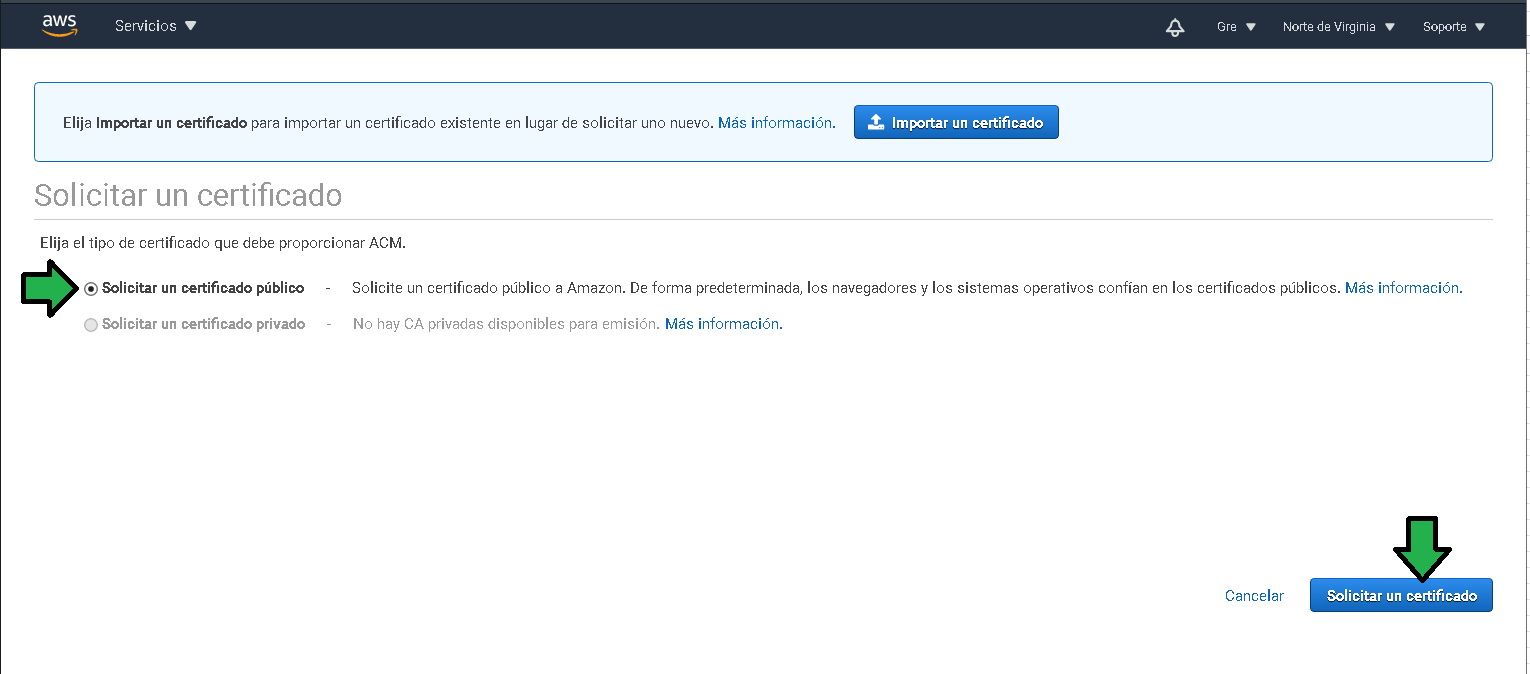 aws Servicios Gre Norte de Virginia Soporte
Elija Importar un certificado para importar un certificado existente en lugar de solicitar uno nuevo. Más información. Importar un certificado
Solicitar un certificado
Elija el tipo de certificado que debe proporcionar ACM.
Solicitar un certificado público - Solicite un certificado público a Amazon. De forma predeterminada, los navegadores y los sistemas operativos confían en los certificados públicos. Más información.
Solicitar un certificado privado - No hay CA privadas disponibles para emisión. Más información.
Cancelar Solicitar un certificado